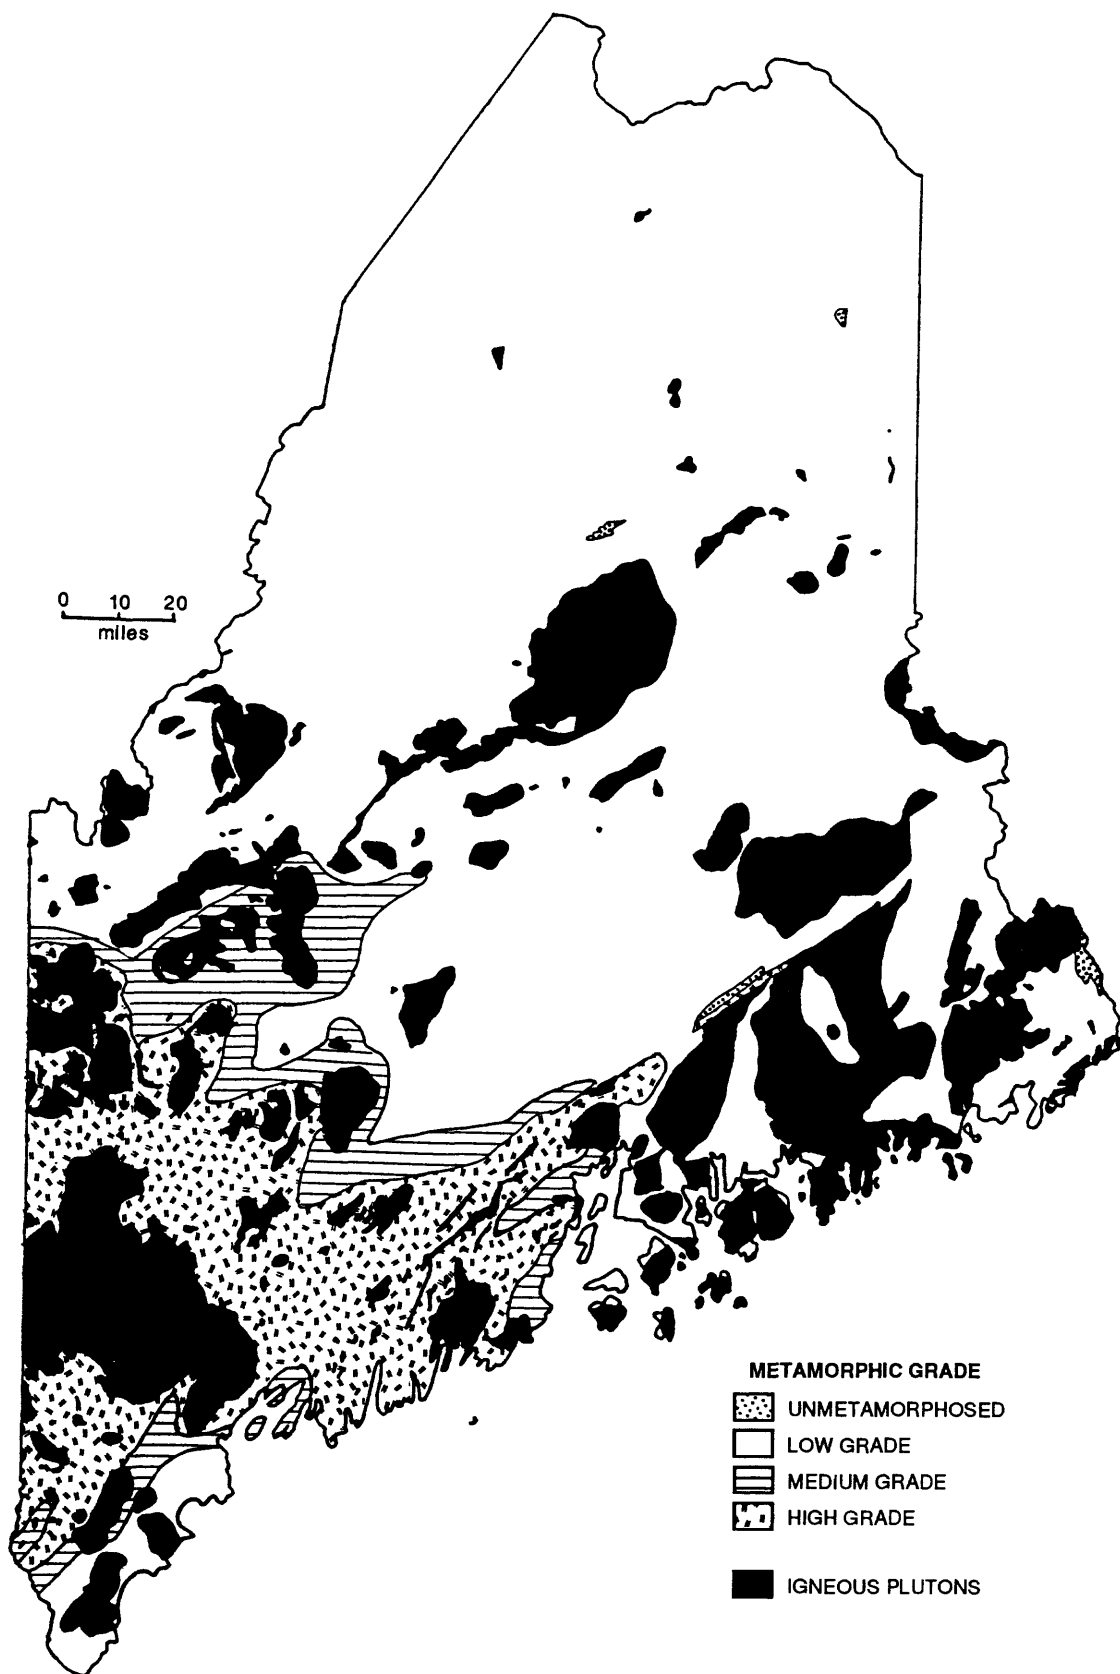 0 10 20
miles
METAMORPHIC GRADE
UNMETAMORPHOSED
LOW GRADE
MEDIUM GRADE
HIGH GRADE
IGNEOUS PLUTONS